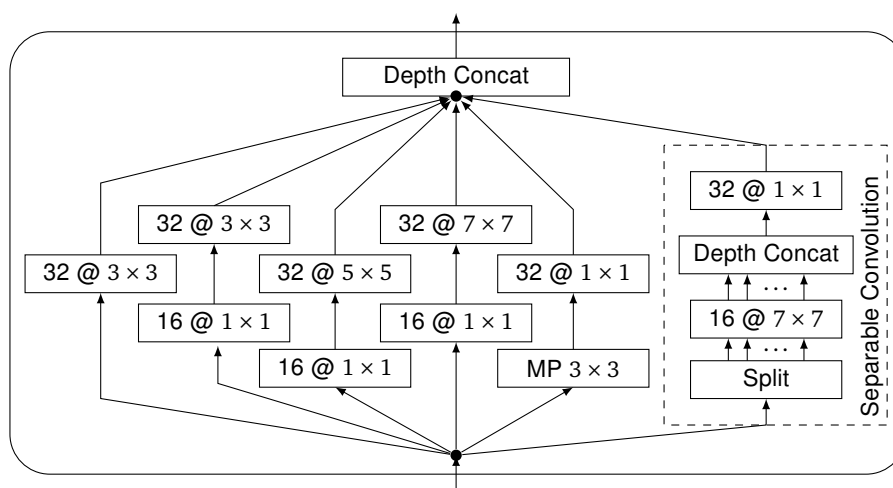 Depth Concat
32 @ 1 × 1
32 @ 3 × 3
32 @ 7 × 7
Depth Concat
32 @ 3 × 3
32 @ 5 × 5
32 @ 1 × 1
...
16 @ 1 × 1
16 @ 1 × 1
16 @ 7 × 7
...
16 @ 1 × 1
MP 3 × 3
Split
Separable Convolution